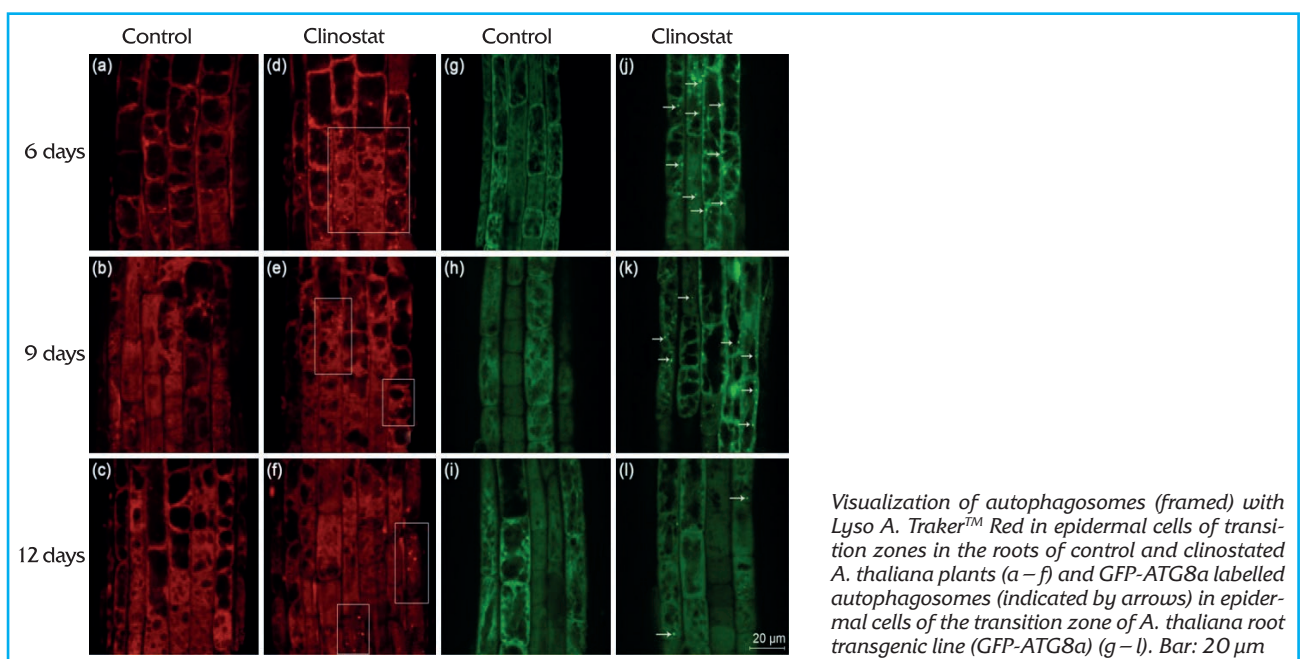 Control Clinostat Control Clinostat
(a) (d) (g) (j)
6 days
(b) (e) (h) (k)
9 days
(c) (f) (i) (l)
12 days
20 μm
Visualization of autophagosomes (framed) with
Lyso A. Traker™ Red in epidermal cells of transi-
tion zones in the roots of control and clinostated
A. thaliana plants (a – f) and GFP-ATG8a labelled
autophagosomes (indicated by arrows) in epider-
mal cells of the transition zone of A. thaliana root
transgenic line (GFP-ATG8a) (g – l). Bar: 20 μm